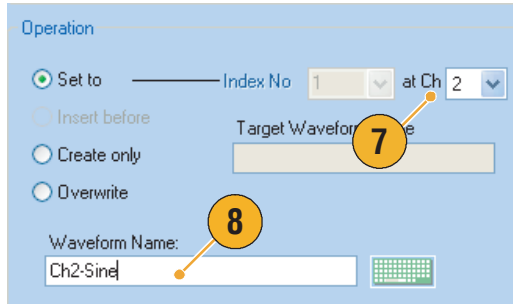 Operation
Set to
Index No
1
at Ch
2
Insert before
Target Waveform
7
Create only
Overwrite
8
Waveform Name:
Ch2-Sine